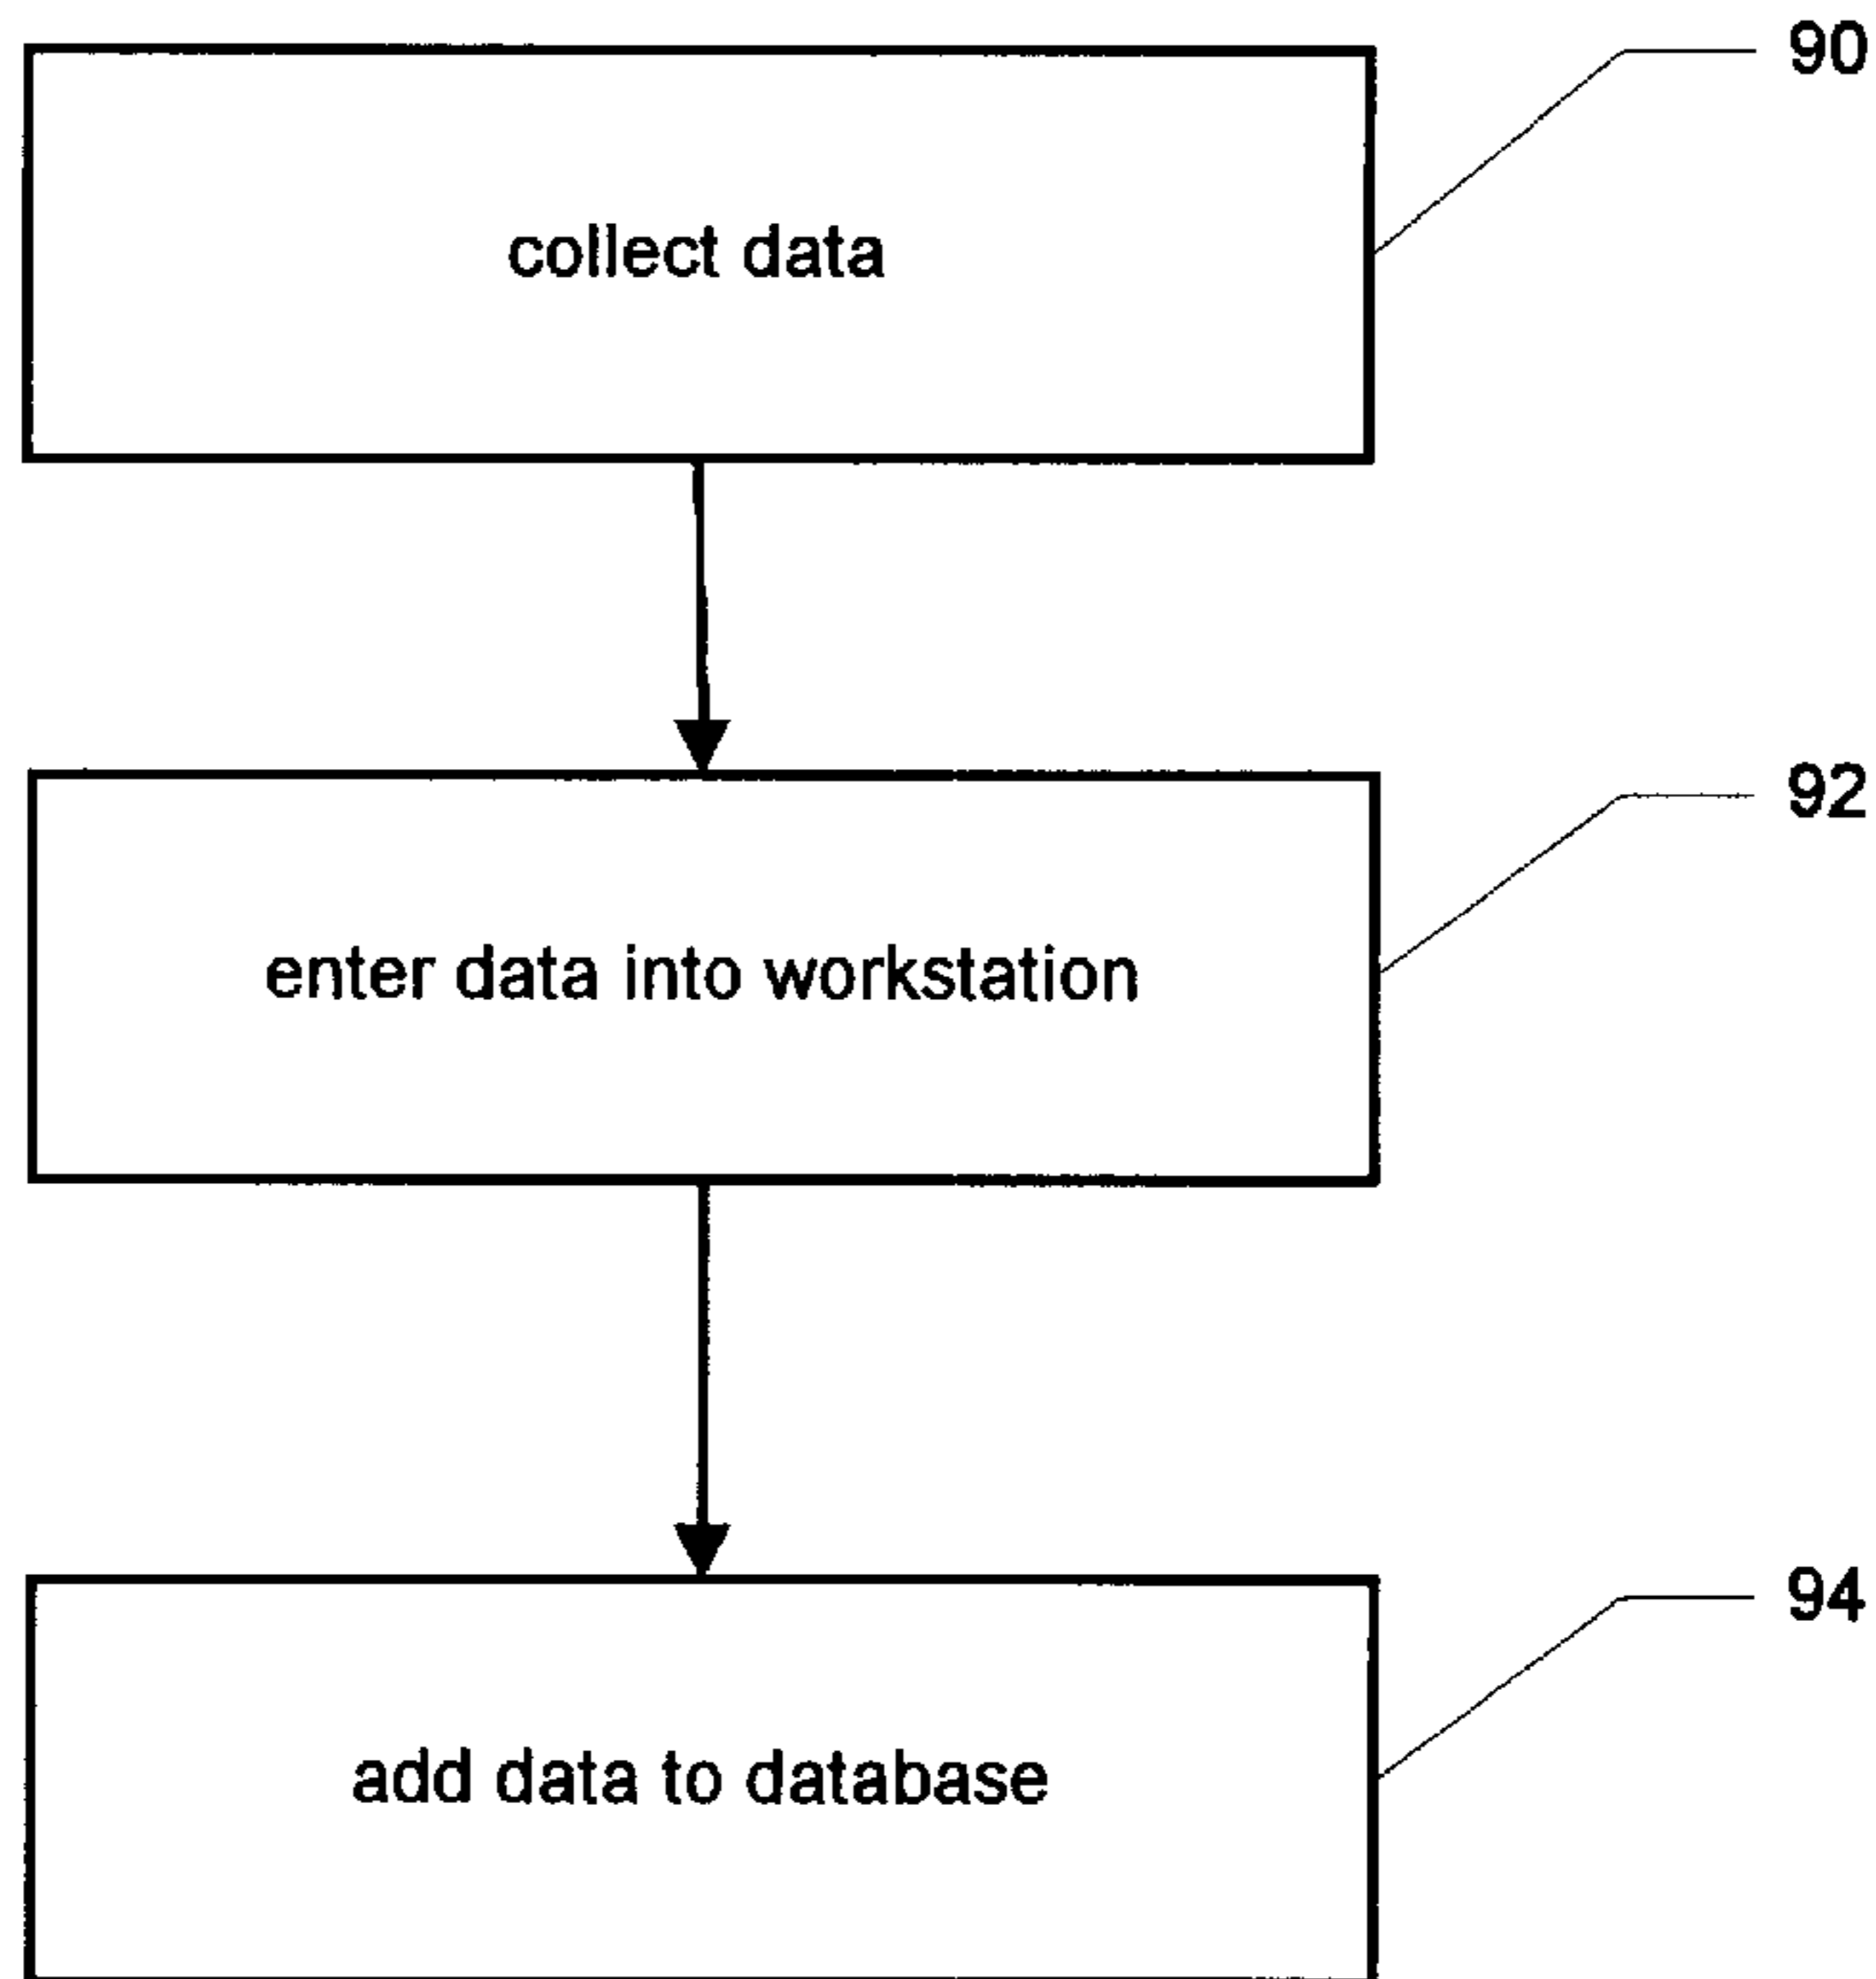 90
collect data
92
enter data into workstation
94
add data to database